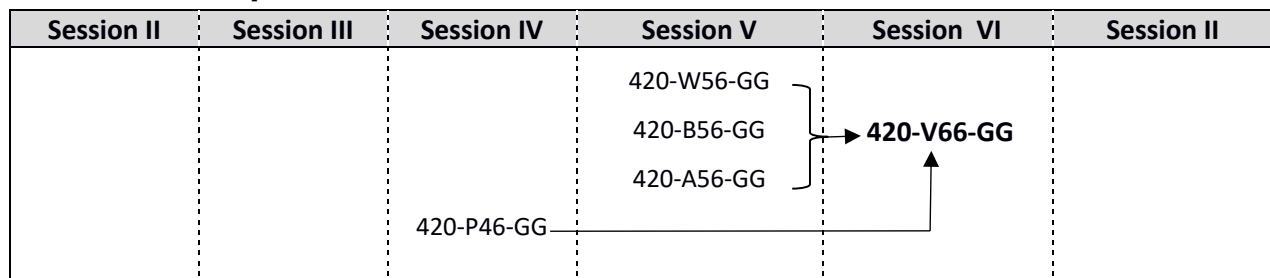 Session II Session III Session IV Session V Session VI Session II
420-W56-GG
420-B56-GG
420-V66-GG
420-A56-GG
420-P46-GG